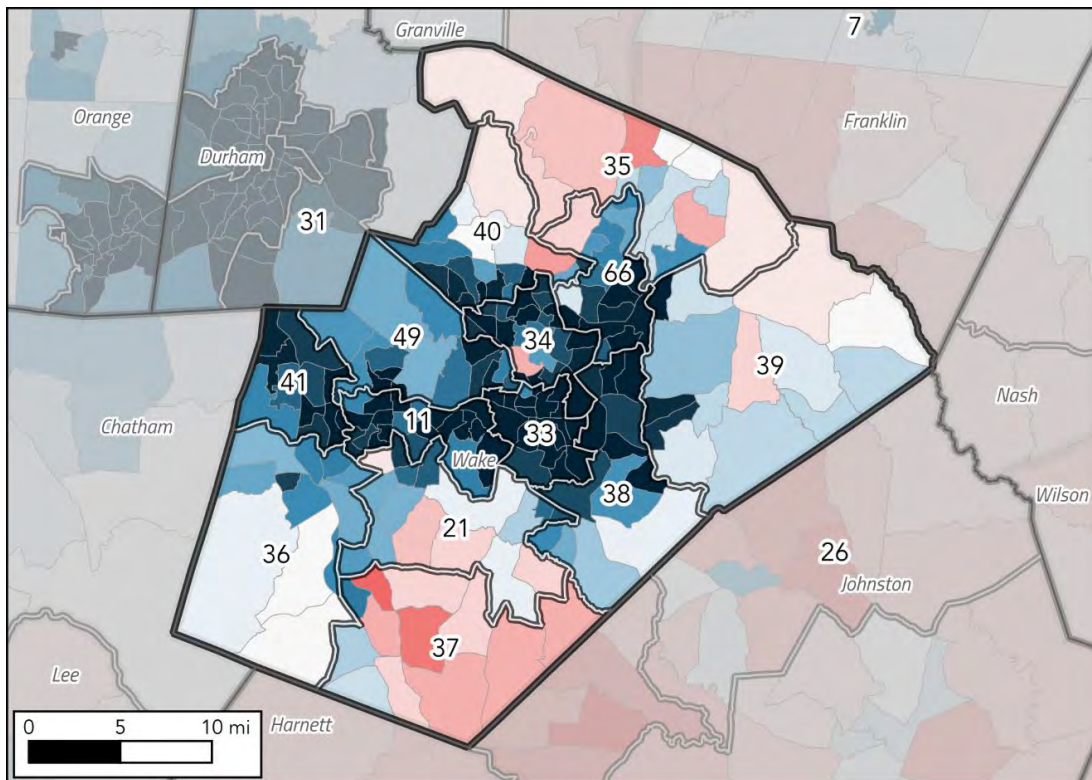 Granville
7
Orange
Franklin
Durham
35
31
40
66
49
34
39
41
Chatham
11
33
Nash
Wake
38
Wilson
21
36
26
Johnston
37
Lee
0 5 10 mi
Harnett